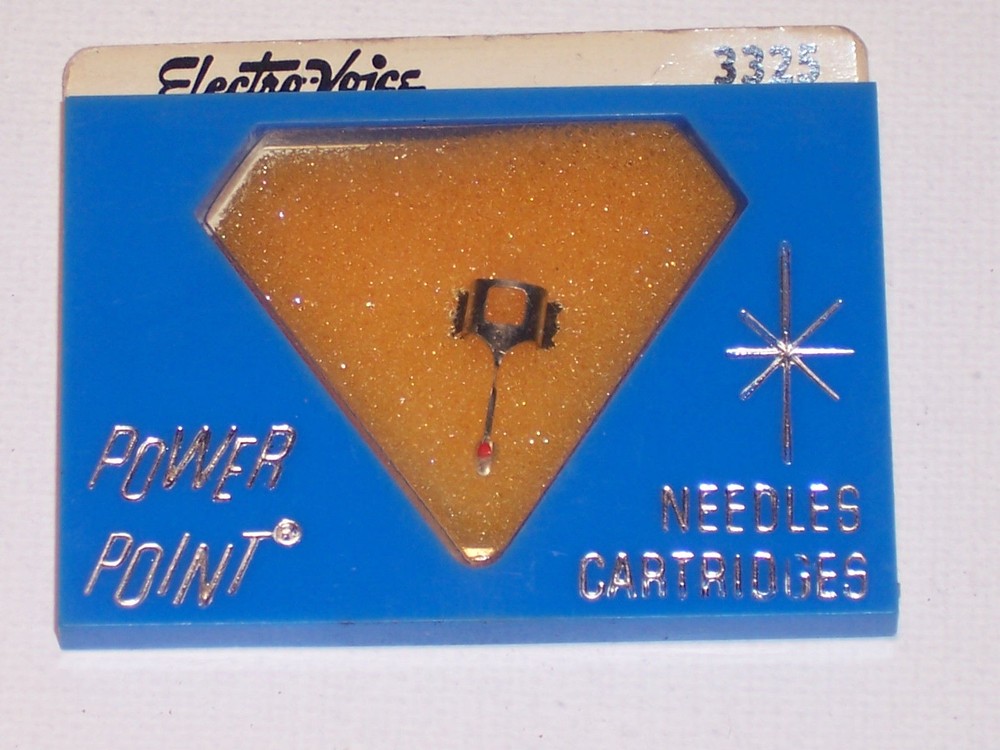 Electro-Voice 3325
POWER
POINT®
NEEDLES
CARTRIDGES